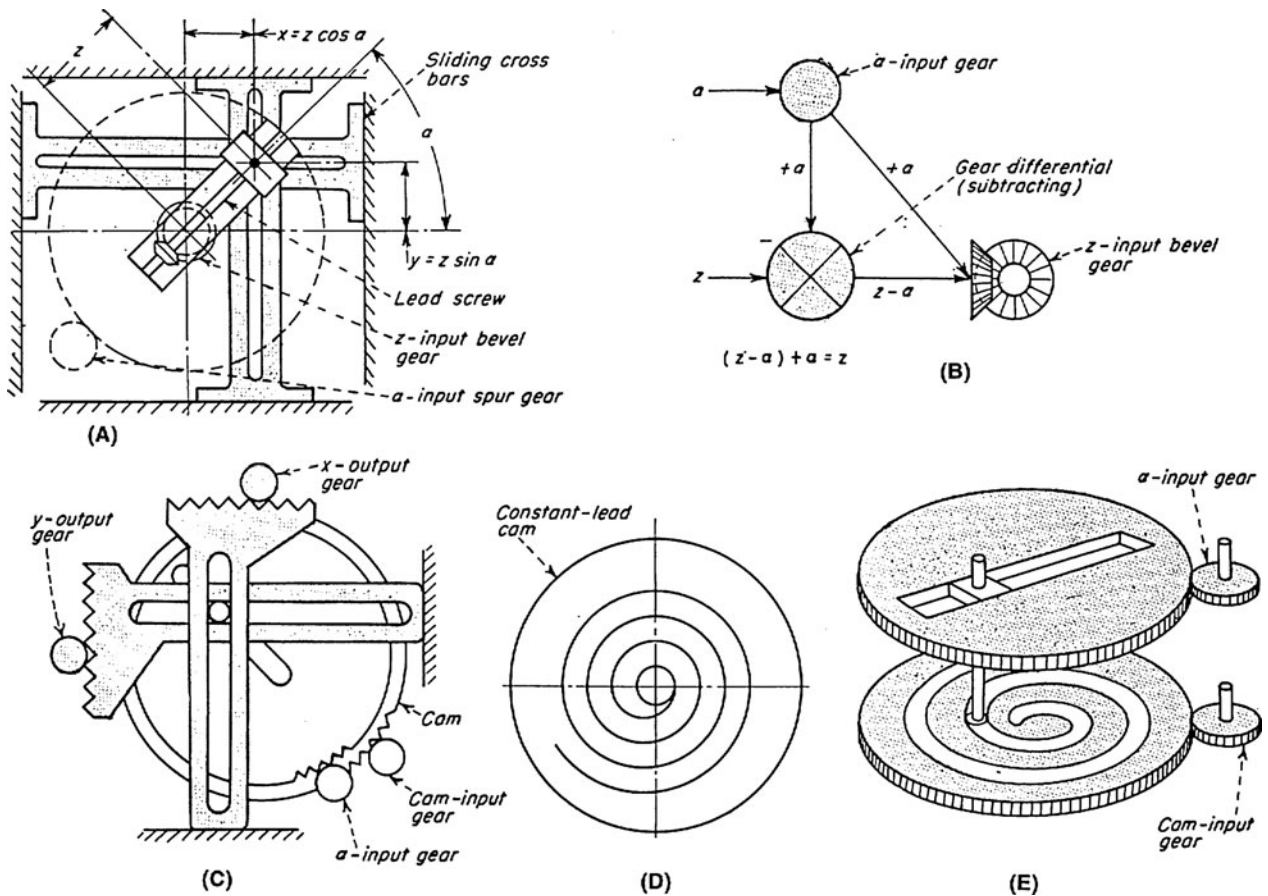 z
x = z cos α
Sliding cross
bars
α
y = z sin α
Lead screw
z-input bevel
gear
α-input spur gear
(A)
α-input gear
α
+α
+α
Gear differential
(subtracting)
−
z
z-α
z-input bevel
gear
(z-α) + α = z
(B)
x-output
gear
y-output
gear
Cam
Cam-input
gear
α-input gear
(C)
Constant-lead
cam
(D)
α-input gear
Cam-input
gear
(E)